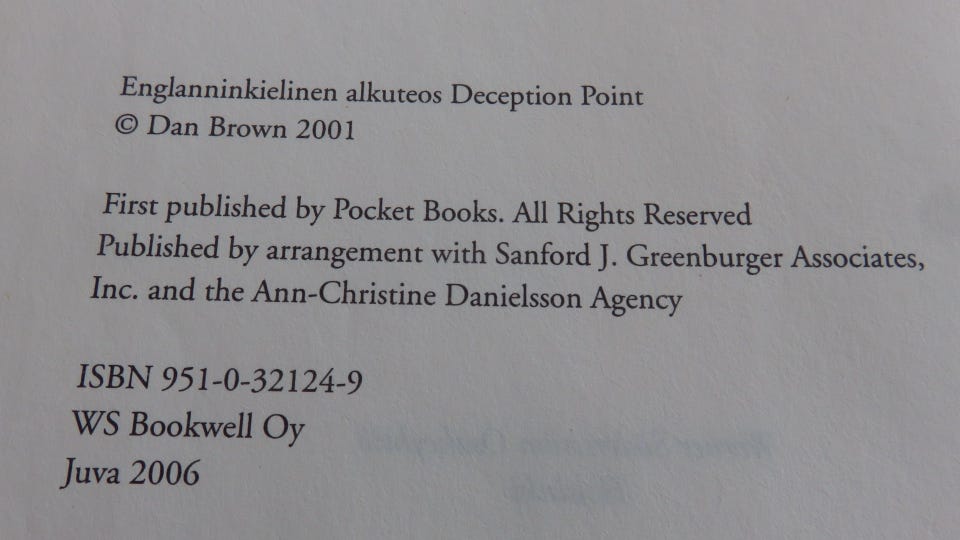 Englanninkielinen alkuteos Deception Point
© Dan Brown 2001
First published by Pocket Books. All Rights Reserved
Published by arrangement with Sanford J. Greenburger Associates,
Inc. and the Ann-Christine Danielsson Agency
ISBN 951-0-32124-9
WS Bookwell Oy
Juva 2006